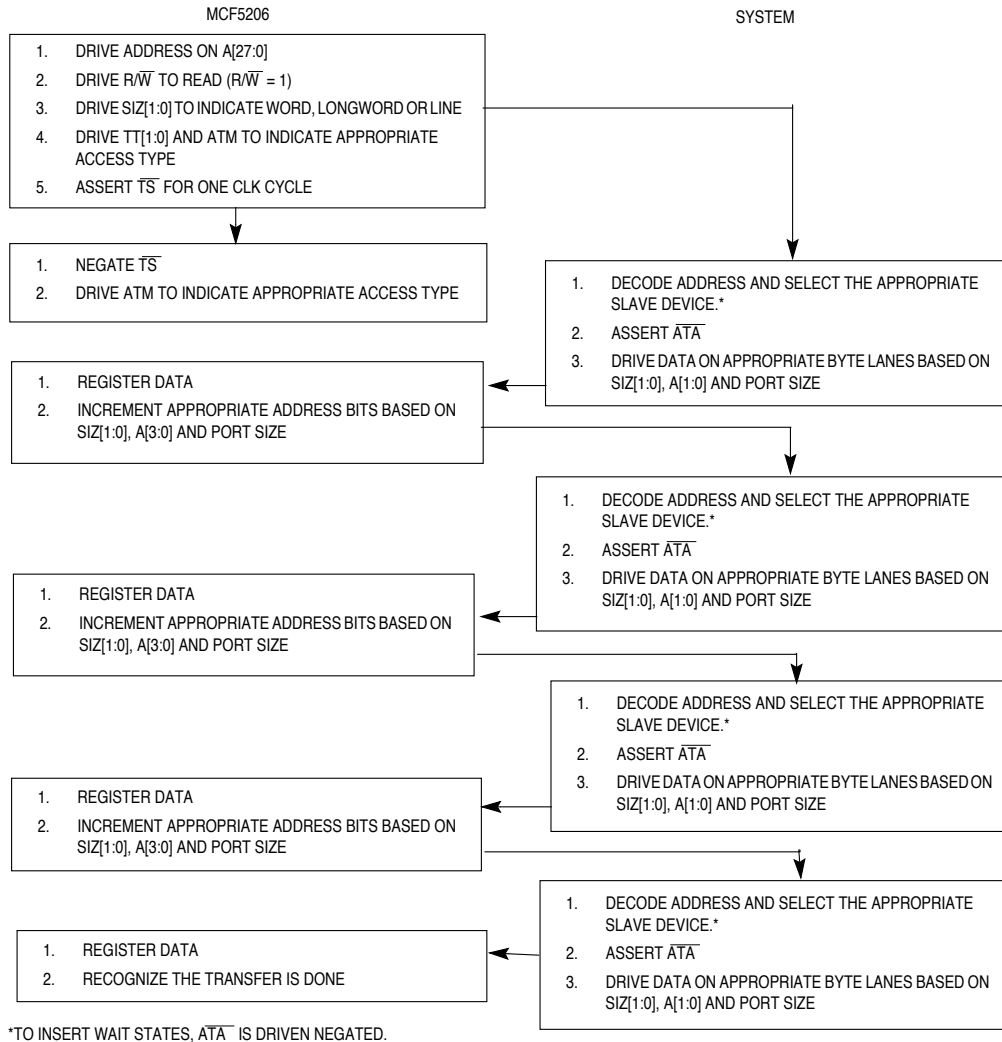 MCF5206
SYSTEM
1. DRIVE ADDRESS ON A[27:0]
2. DRIVE R/W̅ TO READ (R/W̅ = 1)
3. DRIVE SIZ[1:0] TO INDICATE WORD, LONGWORD OR LINE
4. DRIVE TT[1:0] AND ATM TO INDICATE APPROPRIATE
ACCESS TYPE
5. ASSERT T̅S̅ FOR ONE CLK CYCLE
1. NEGATE T̅S̅
2. DRIVE ATM TO INDICATE APPROPRIATE ACCESS TYPE
1. DECODE ADDRESS AND SELECT THE APPROPRIATE
SLAVE DEVICE.*
2. ASSERT A̅T̅A̅
3. DRIVE DATA ON APPROPRIATE BYTE LANES BASED ON
SIZ[1:0], A[1:0] AND PORT SIZE
1. REGISTER DATA
2. INCREMENT APPROPRIATE ADDRESS BITS BASED ON
SIZ[1:0], A[3:0] AND PORT SIZE
1. DECODE ADDRESS AND SELECT THE APPROPRIATE
SLAVE DEVICE.*
2. ASSERT A̅T̅A̅
3. DRIVE DATA ON APPROPRIATE BYTE LANES BASED ON
SIZ[1:0], A[1:0] AND PORT SIZE
1. REGISTER DATA
2. INCREMENT APPROPRIATE ADDRESS BITS BASED ON
SIZ[1:0], A[3:0] AND PORT SIZE
1. DECODE ADDRESS AND SELECT THE APPROPRIATE
SLAVE DEVICE.*
2. ASSERT A̅T̅A̅
3. DRIVE DATA ON APPROPRIATE BYTE LANES BASED ON
SIZ[1:0], A[1:0] AND PORT SIZE
1. REGISTER DATA
2. INCREMENT APPROPRIATE ADDRESS BITS BASED ON
SIZ[1:0], A[3:0] AND PORT SIZE
1. DECODE ADDRESS AND SELECT THE APPROPRIATE
SLAVE DEVICE.*
2. ASSERT A̅T̅A̅
3. DRIVE DATA ON APPROPRIATE BYTE LANES BASED ON
SIZ[1:0], A[1:0] AND PORT SIZE
1. REGISTER DATA
2. RECOGNIZE THE TRANSFER IS DONE
*TO INSERT WAIT STATES, A̅T̅A̅ IS DRIVEN NEGATED.